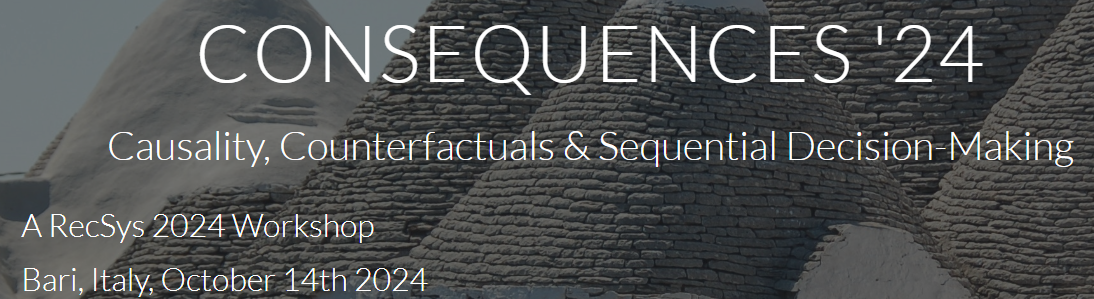 CONSEQUENCES '24
Causality, Counterfactuals & Sequential Decision-Making
A RecSys 2024 Workshop
Bari, Italy, October 14th 2024